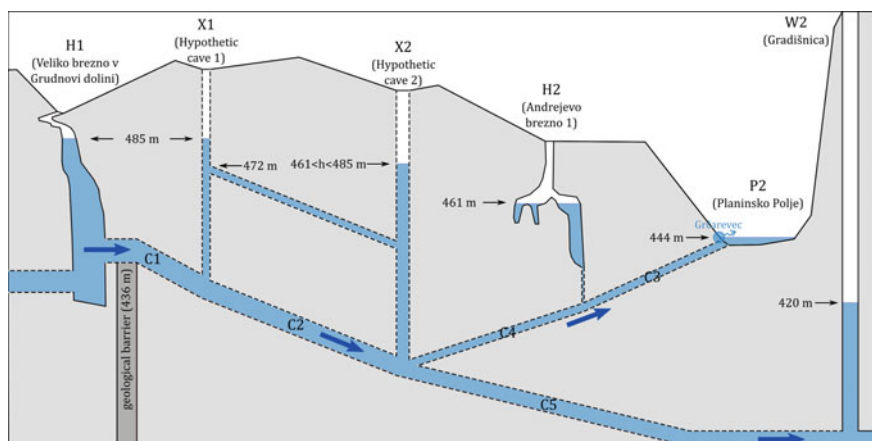 H1
(Veliko brezno v
Grudnovi dolini)
X1
(Hypothetic
cave 1)
X2
(Hypothetic
cave 2)
H2
(Andrejevo
brezno 1)
W2
(Gradišnica)
P2
(Planinsko Polje)
485 m
472 m
461<h<485 m
461 m
444 m
Grčarevec
420 m
C1
C2
C3
C4
C5
geological barrier (436 m)